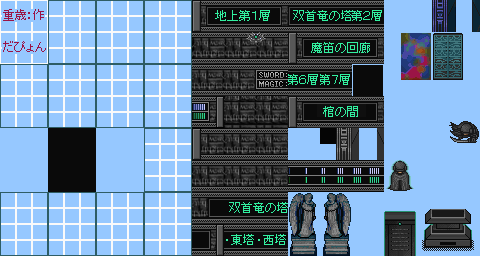 重歳:作
だぴょん
地上第1層
双首竜の塔第2層
魔笛の回廊
SWORD:
MAGIC:
第6層第7層
棺の間
双首竜の塔
・東塔・西塔